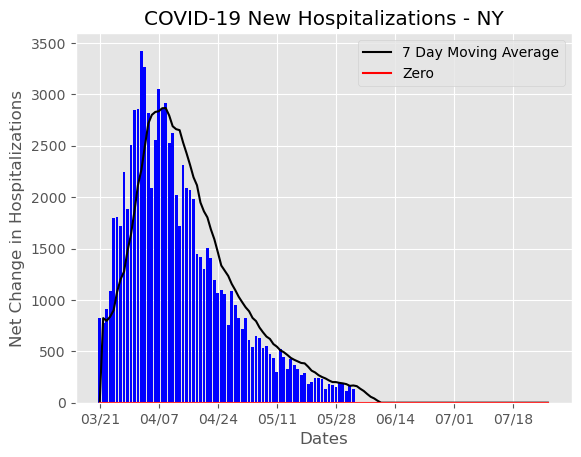 COVID-19 New Hospitalizations - NY
7 Day Moving Average
Zero
Net Change in Hospitalizations
3500
3000
2500
2000
1500
1000
500
0
03/21 04/07 04/24 05/11 05/28 06/14 07/01 07/18
Dates